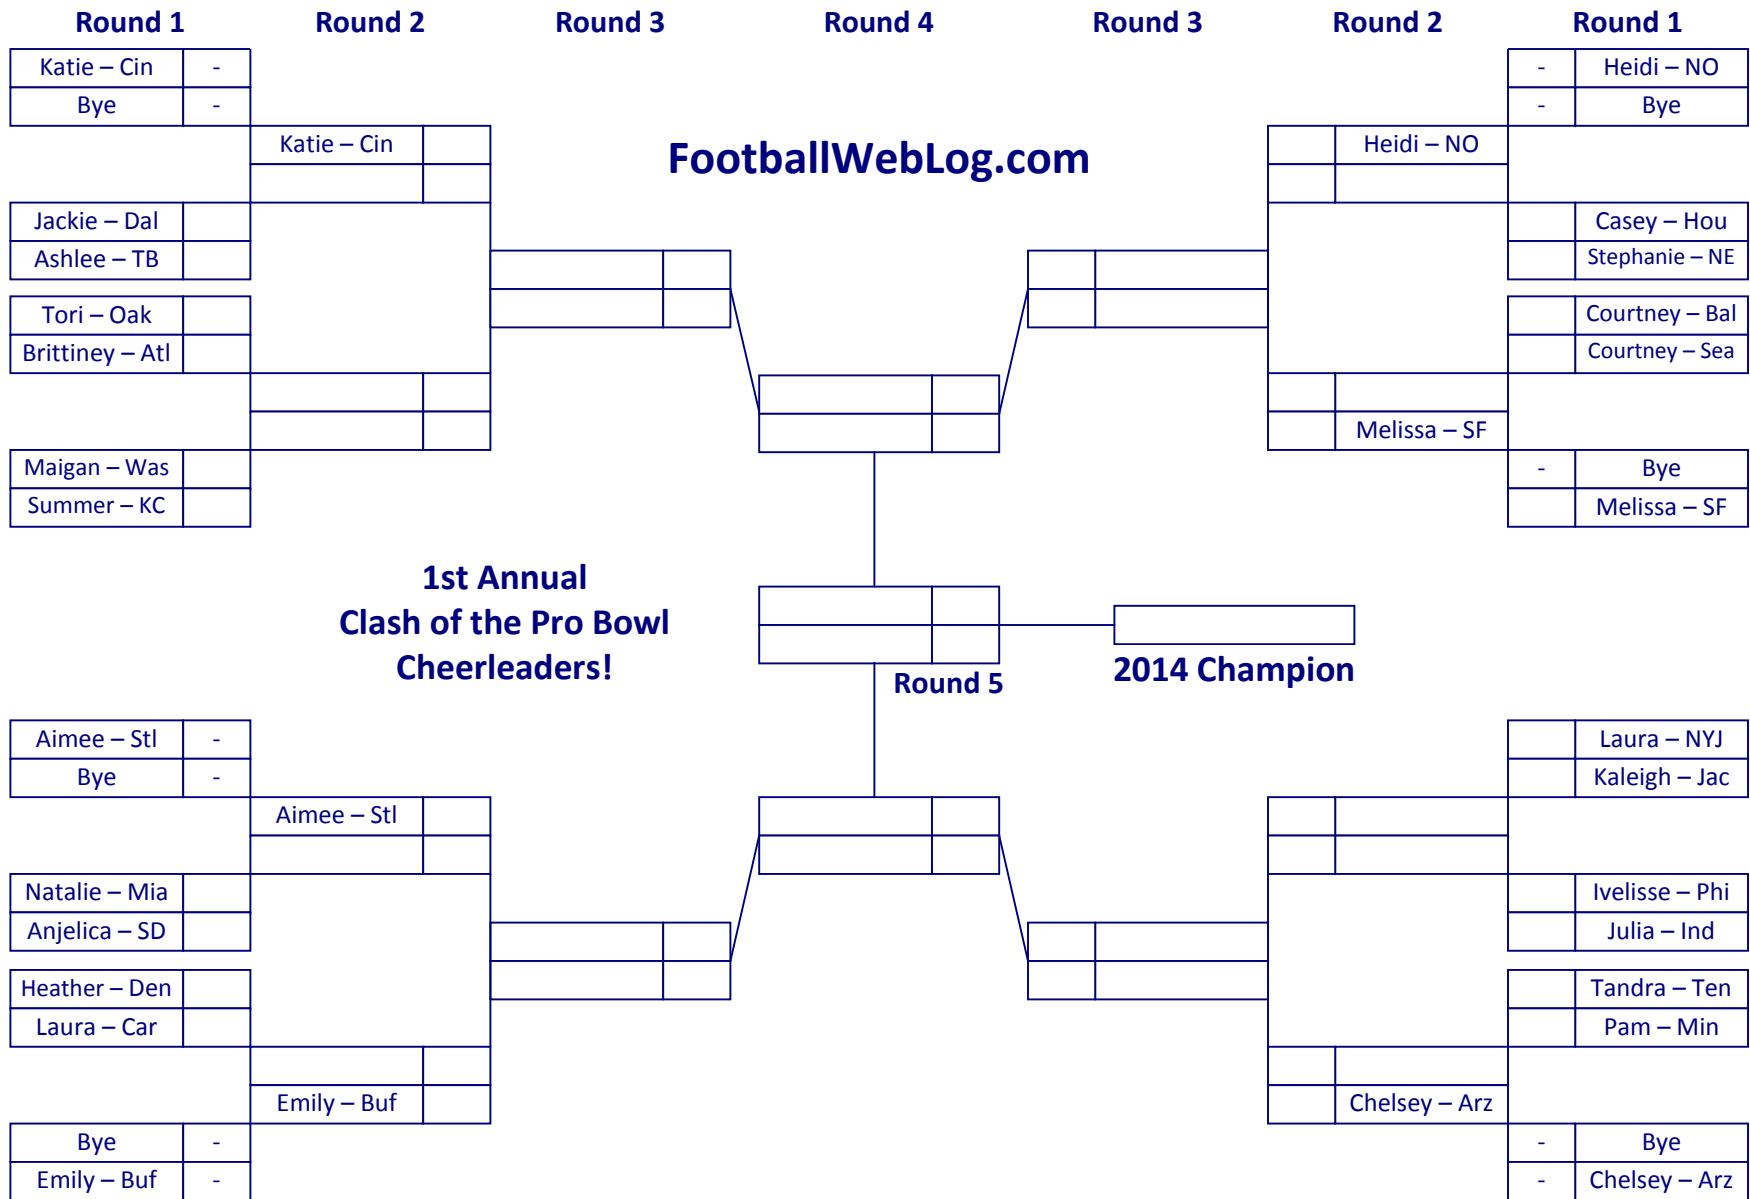 Round 1 Round 2 Round 3 Round 4 Round 3 Round 2 Round 1
Katie – Cin - - Heidi – NO
Bye - - Bye
Katie – Cin Heidi – NO
FootballWebLog.com
Jackie – Dal Casey – Hou
Ashlee – TB Stephanie – NE
Tori – Oak Courtney – Bal
Brittiney – Atl Courtney – Sea
Melissa – SF
Maigan – Was - Bye
Summer – KC Melissa – SF
1st Annual
Clash of the Pro Bowl
Cheerleaders!
2014 Champion
Round 5
Aimee – Stl - Laura – NYJ
Bye - Kaleigh – Jac
Aimee – Stl
Natalie – Mia Ivelisse – Phi
Anjelica – SD Julia – Ind
Heather – Den Tandra – Ten
Laura – Car Pam – Min
Emily – Buf Chelsey – Arz
Bye - - Bye
Emily – Buf - - Chelsey – Arz